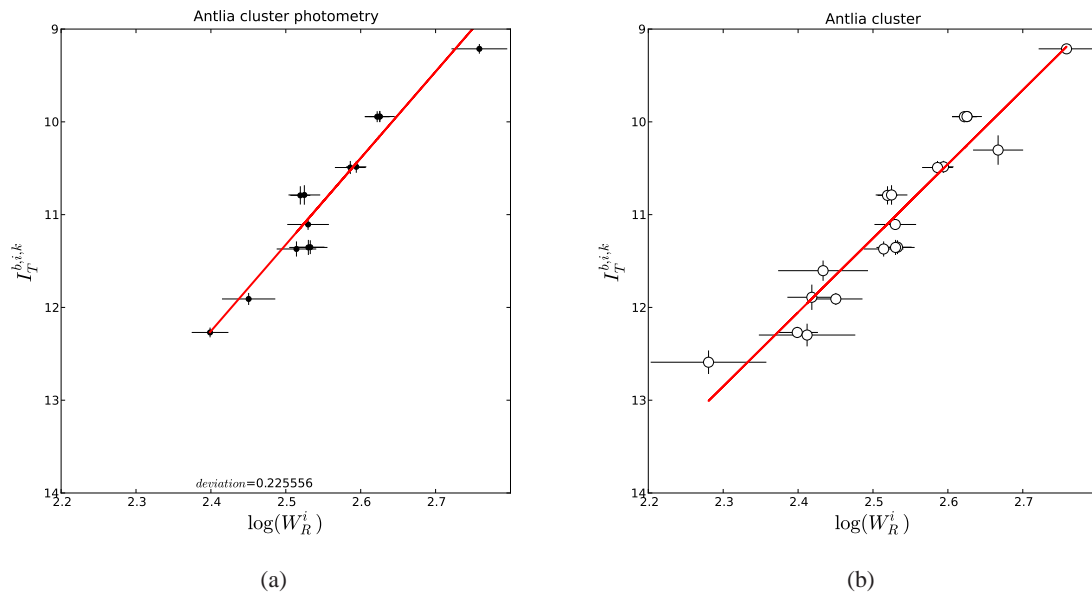 Antlia cluster photometry
9
10
11
12
13
14
2.2
2.3
2.4
2.5
2.6
2.7
I_T^{b,i,k}
log(W_R^i)
deviation=0.225556
(a)
Antlia cluster
9
10
11
12
13
14
2.2
2.3
2.4
2.5
2.6
2.7
I_T^{b,i,k}
log(W_R^i)
(b)